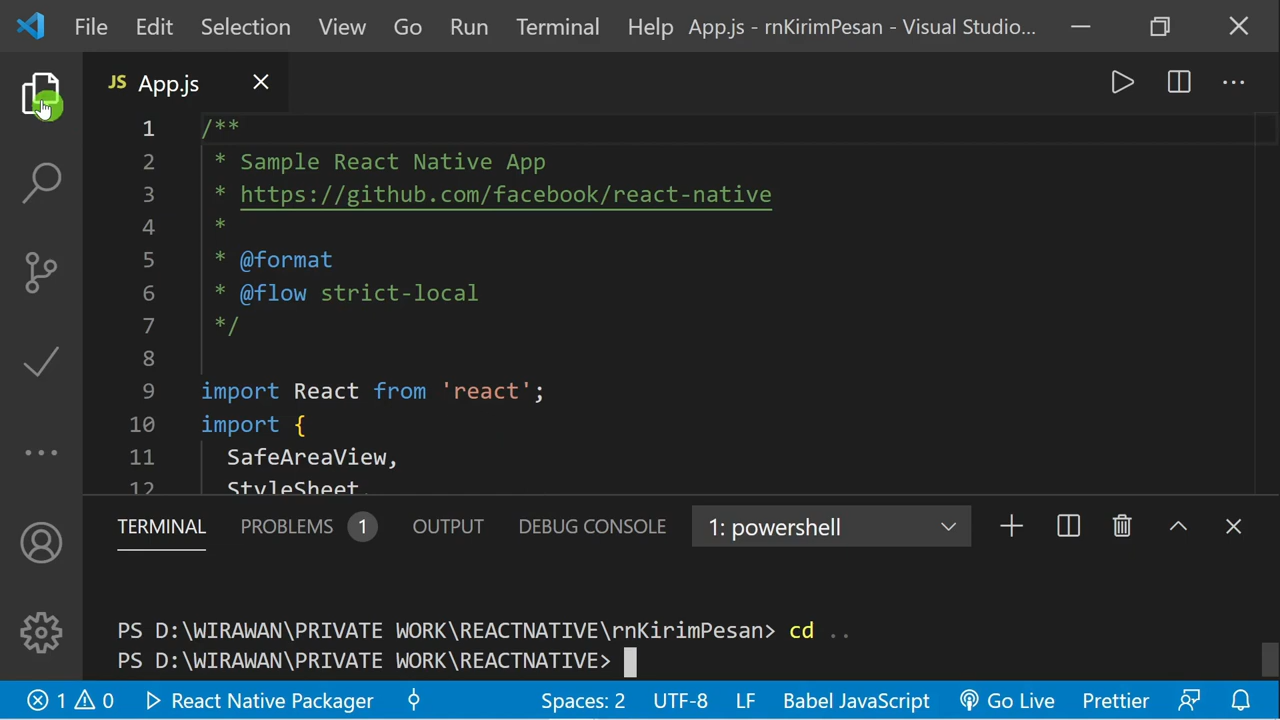 File Edit Selection View Go Run Terminal Help App.js - rnKirimPesan - Visual Studio...
JS App.js
1 /**
2 * Sample React Native App
3 * https://github.com/facebook/react-native
4 *
5 * @format
6 * @flow strict-local
7 */
8
9 import React from 'react';
10 import {
11 SafeAreaView,
12 StyleSheet,
TERMINAL PROBLEMS 1 OUTPUT DEBUG CONSOLE 1: powershell
PS D:\WIRAWAN\PRIVATE WORK\REACTNATIVE\rnKirimPesan> cd ..
PS D:\WIRAWAN\PRIVATE WORK\REACTNATIVE>
1 0 React Native Packager Spaces: 2 UTF-8 LF Babel JavaScript Go Live Prettier